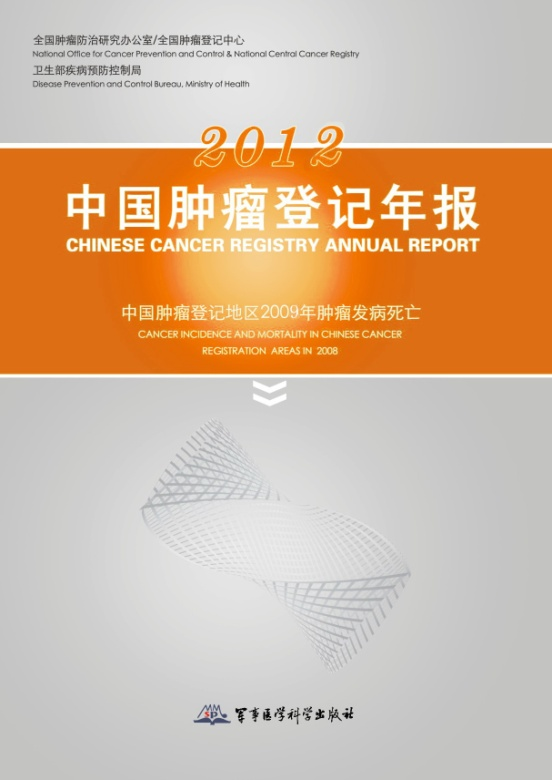 全国肿瘤防治研究办公室/全国肿瘤登记中心
National Office for Cancer Prevention and Control & National Central Cancer Registry
卫生部疾病预防控制局
Disease Prevention and Control Bureau, Ministry of Health
2012
中国肿瘤登记年报
CHINESE CANCER REGISTRY ANNUAL REPORT
中国肿瘤登记地区2009年肿瘤发病死亡
CANCER INCIDENCE AND MORTALITY IN CHINESE CANCER
REGISTRATION AREAS IN 2008
军事医学科学出版社